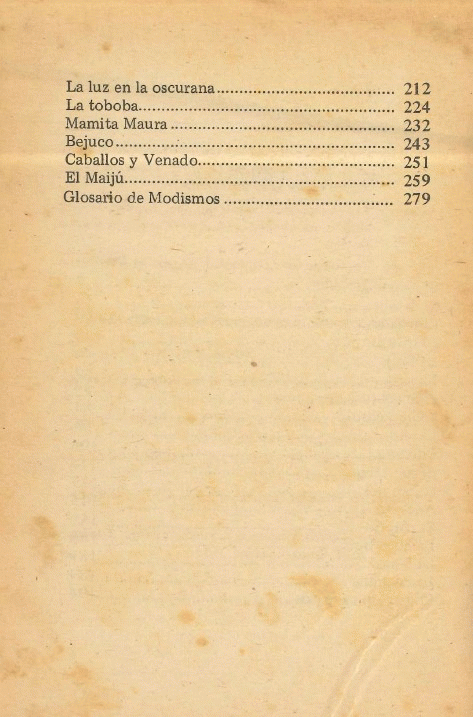 La luz en la oscurana.................................... 212
La toboba.................................................... 224
Mamita Maura............................................. 232
Bejuco......................................................... 243
Caballos y Venado........................................ 251
El Maijú....................................................... 259
Glosario de Modismos................................... 279